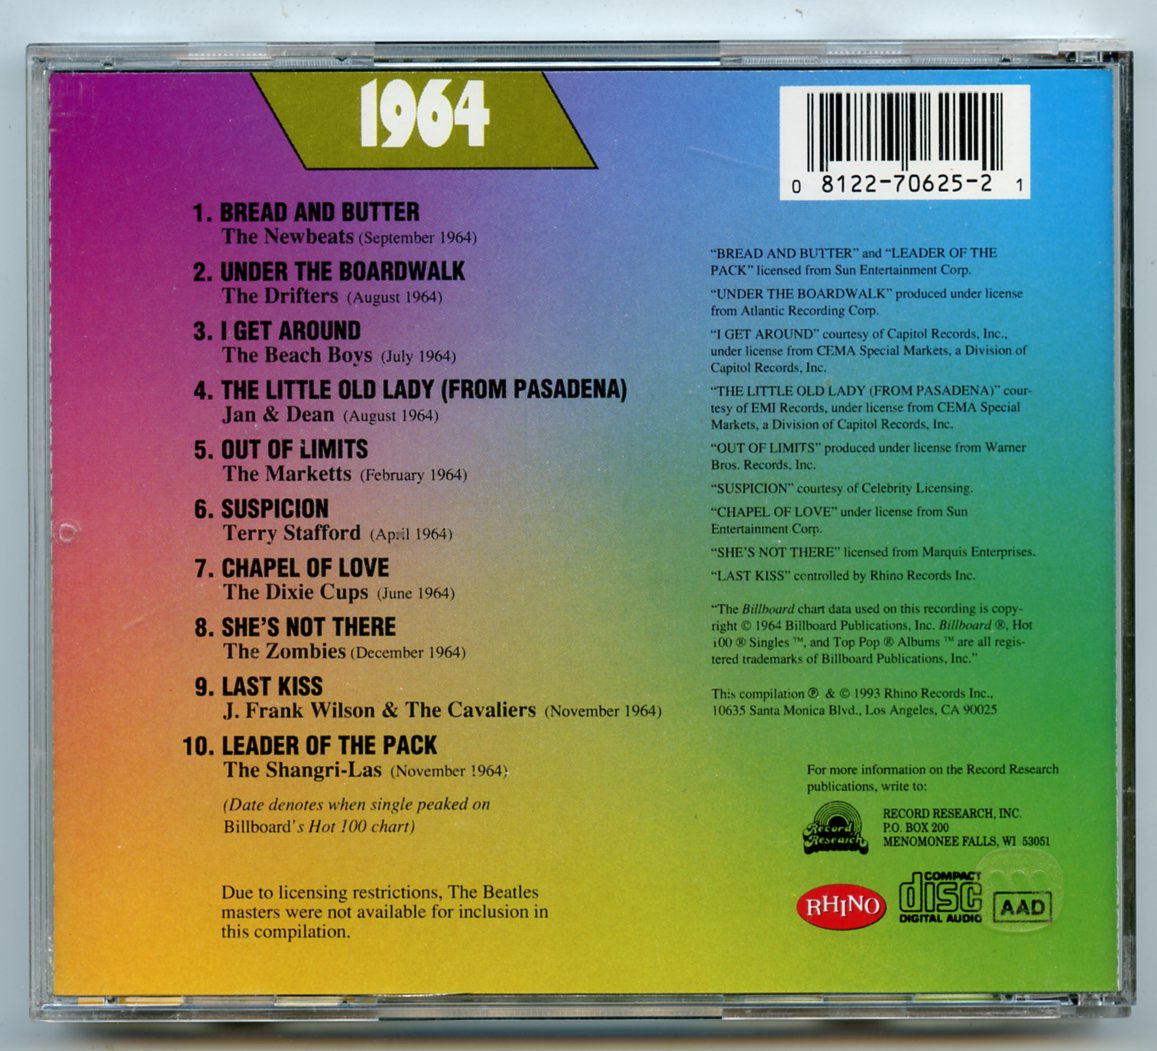 1964
1. BREAD AND BUTTER
The Newbeats (September 1964)
2. UNDER THE BOARDWALK
The Drifters (August 1964)
3. I GET AROUND
The Beach Boys (July 1964)
4. THE LITTLE OLD LADY (FROM PASADENA)
Jan & Dean (August 1964)
5. OUT OF LIMITS
The Marketts (February 1964)
6. SUSPICION
Terry Stafford (April 1964)
7. CHAPEL OF LOVE
The Dixie Cups (June 1964)
8. SHE'S NOT THERE
The Zombies (December 1964)
9. LAST KISS
J. Frank Wilson & The Cavaliers (November 1964)
10. LEADER OF THE PACK
The Shangri-Las (November 1964)
(Date denotes when single peaked on
Billboard's Hot 100 chart)
Due to licensing restrictions, The Beatles
masters were not available for inclusion in
this compilation.
0 8122-70625-2 1
"BREAD AND BUTTER" and "LEADER OF THE
PACK" licensed from Sun Entertainment Corp.
"UNDER THE BOARDWALK" produced under license
from Atlantic Recording Corp.
"I GET AROUND" courtesy of Capitol Records, Inc.,
under license from CEMA Special Markets, a Division of
Capitol Records, Inc.
"THE LITTLE OLD LADY (FROM PASADENA)" cour-
tesy of EMI Records, under license from CEMA Special
Markets, a Division of Capitol Records, Inc.
"OUT OF LIMITS" produced under license from Warner
Bros. Records, Inc.
"SUSPICION" courtesy of Celebrity Licensing.
"CHAPEL OF LOVE" under license from Sun
Entertainment Corp.
"SHE'S NOT THERE" licensed from Marquis Enterprises.
"LAST KISS" controlled by Rhino Records Inc.
"The Billboard chart data used on this recording is copy-
right © 1964 Billboard Publications, Inc. Billboard ®, Hot
100 ® Singles ™, and Top Pop ® Albums ™ are all regis-
tered trademarks of Billboard Publications, Inc."
This compilation ℗ & © 1993 Rhino Records Inc.,
10635 Santa Monica Blvd., Los Angeles, CA 90025
For more information on the Record Research
publications, write to:
Record
Research
RECORD RESEARCH, INC.
P.O. BOX 200
MENOMONEE FALLS, WI 53051
RHINO
COMPACT
disc
DIGITAL AUDIO
AAD